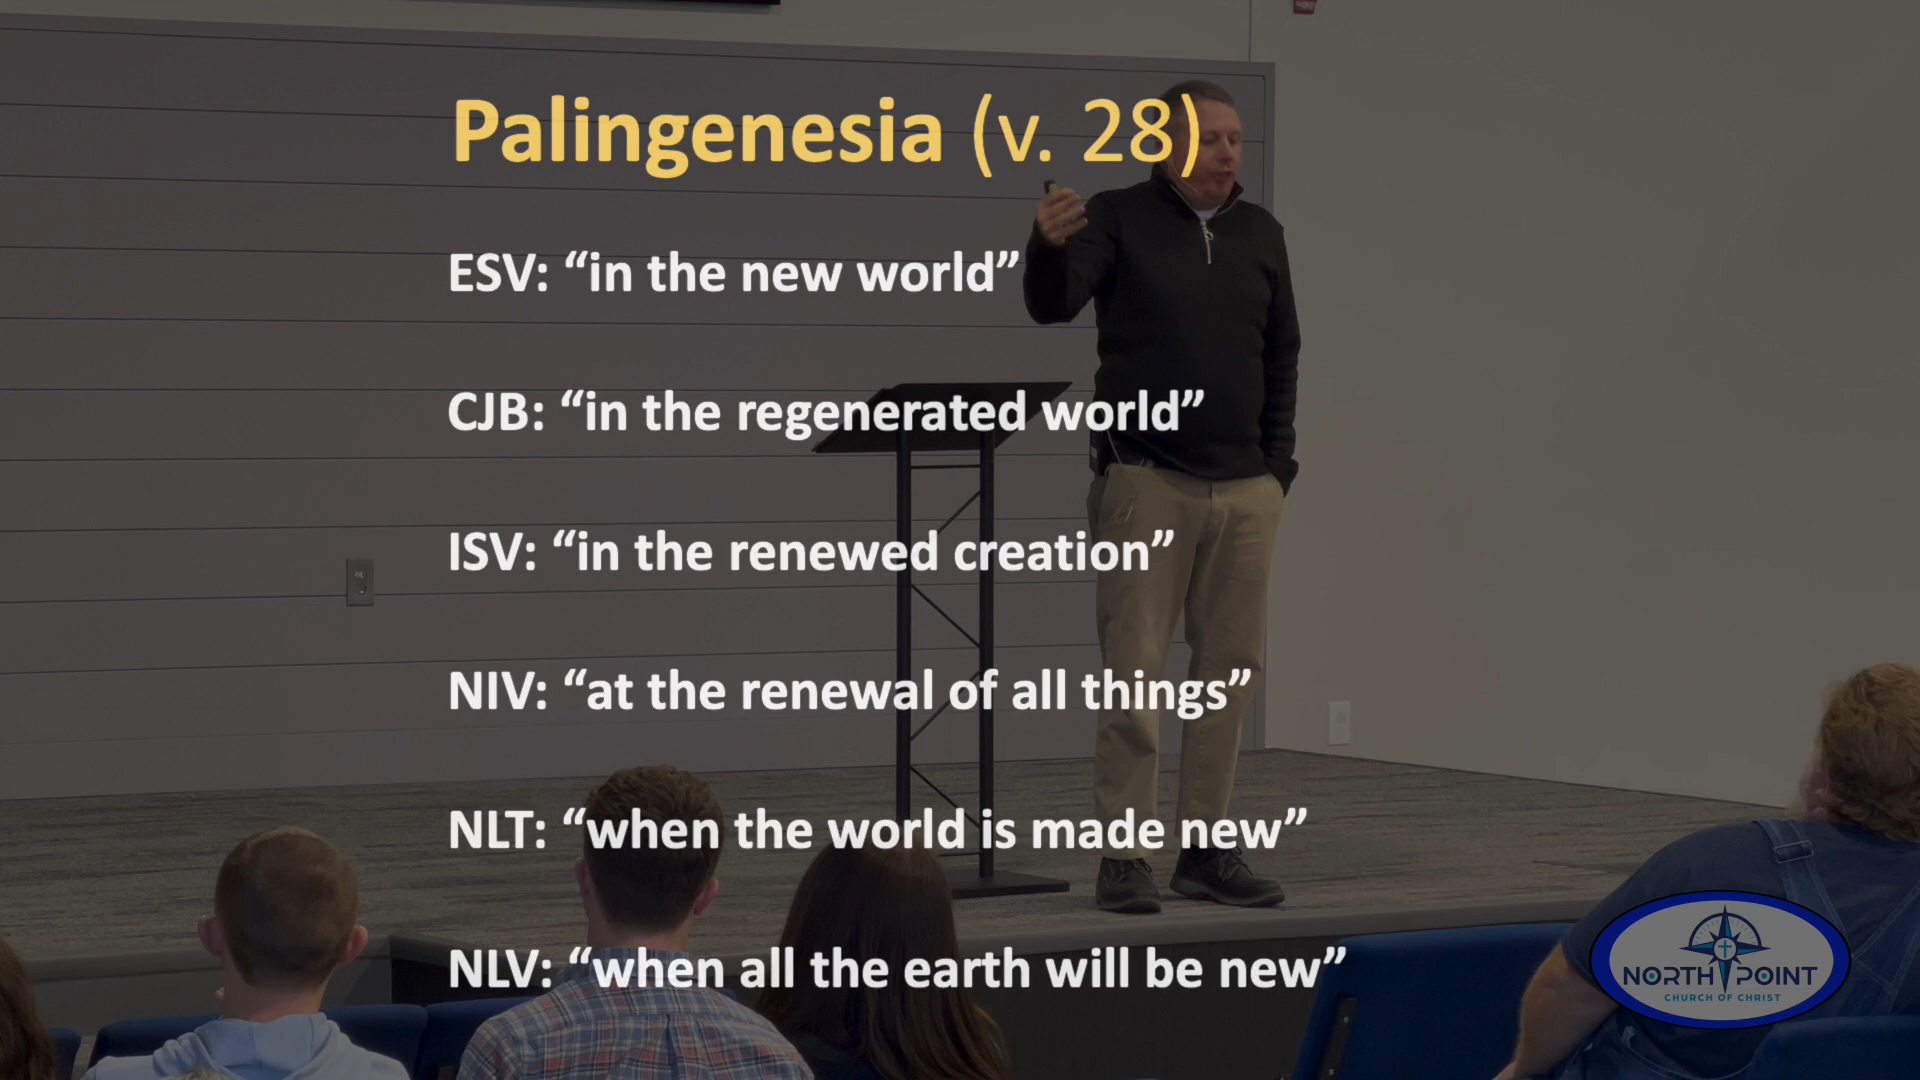 Palingenesia (v. 28)
ESV: “in the new world”
CJB: “in the regenerated world”
ISV: “in the renewed creation”
NIV: “at the renewal of all things”
NLT: “when the world is made new”
NLV: “when all the earth will be new”
NORTH POINT
CHURCH OF CHRIST